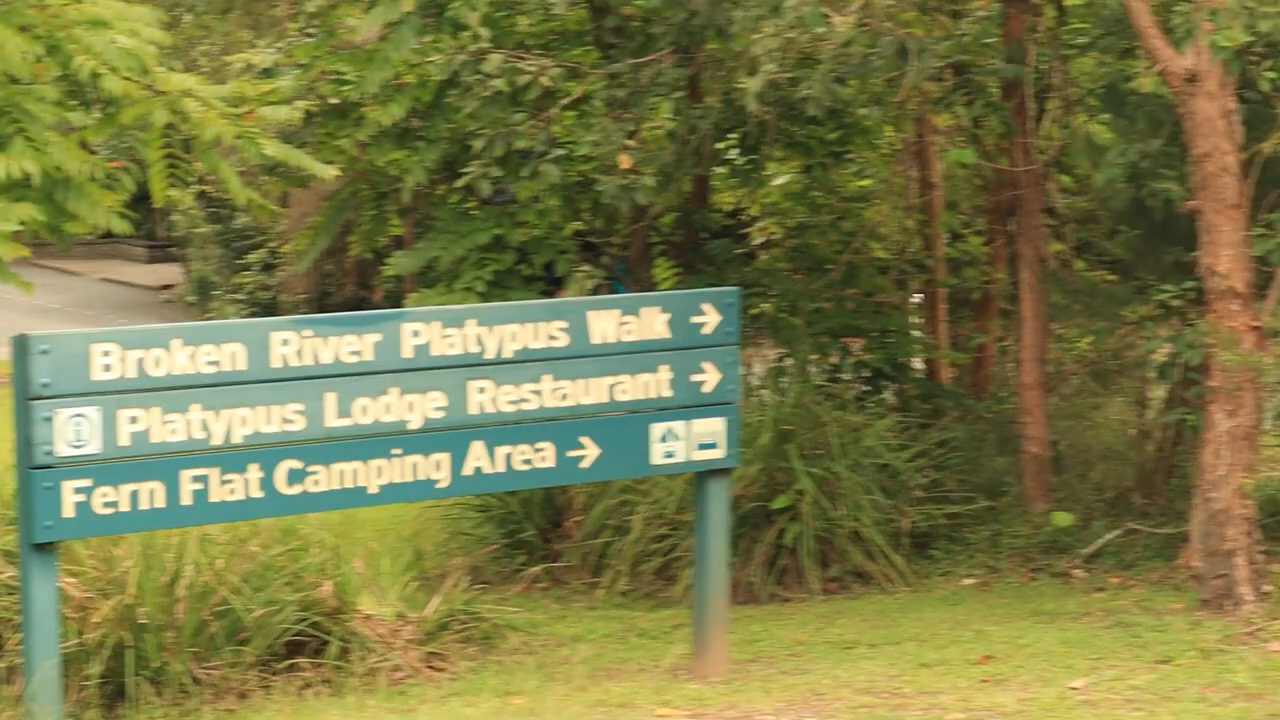 Broken River Platypus Walk →
Platypus Lodge Restaurant →
Fern Flat Camping Area →